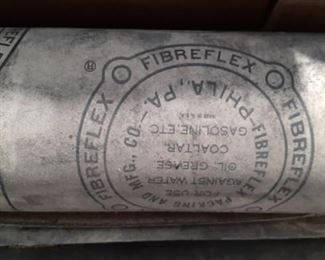 FIBREFLEX
FIBREFLEX
FIBREFLEX
®
FIBREFLEX PACKING AND MFG., CO.
PHILA., PA.
FOR USE
AGAINST WATER
OIL, GREASE
COALTAR
GASOLINE, ETC